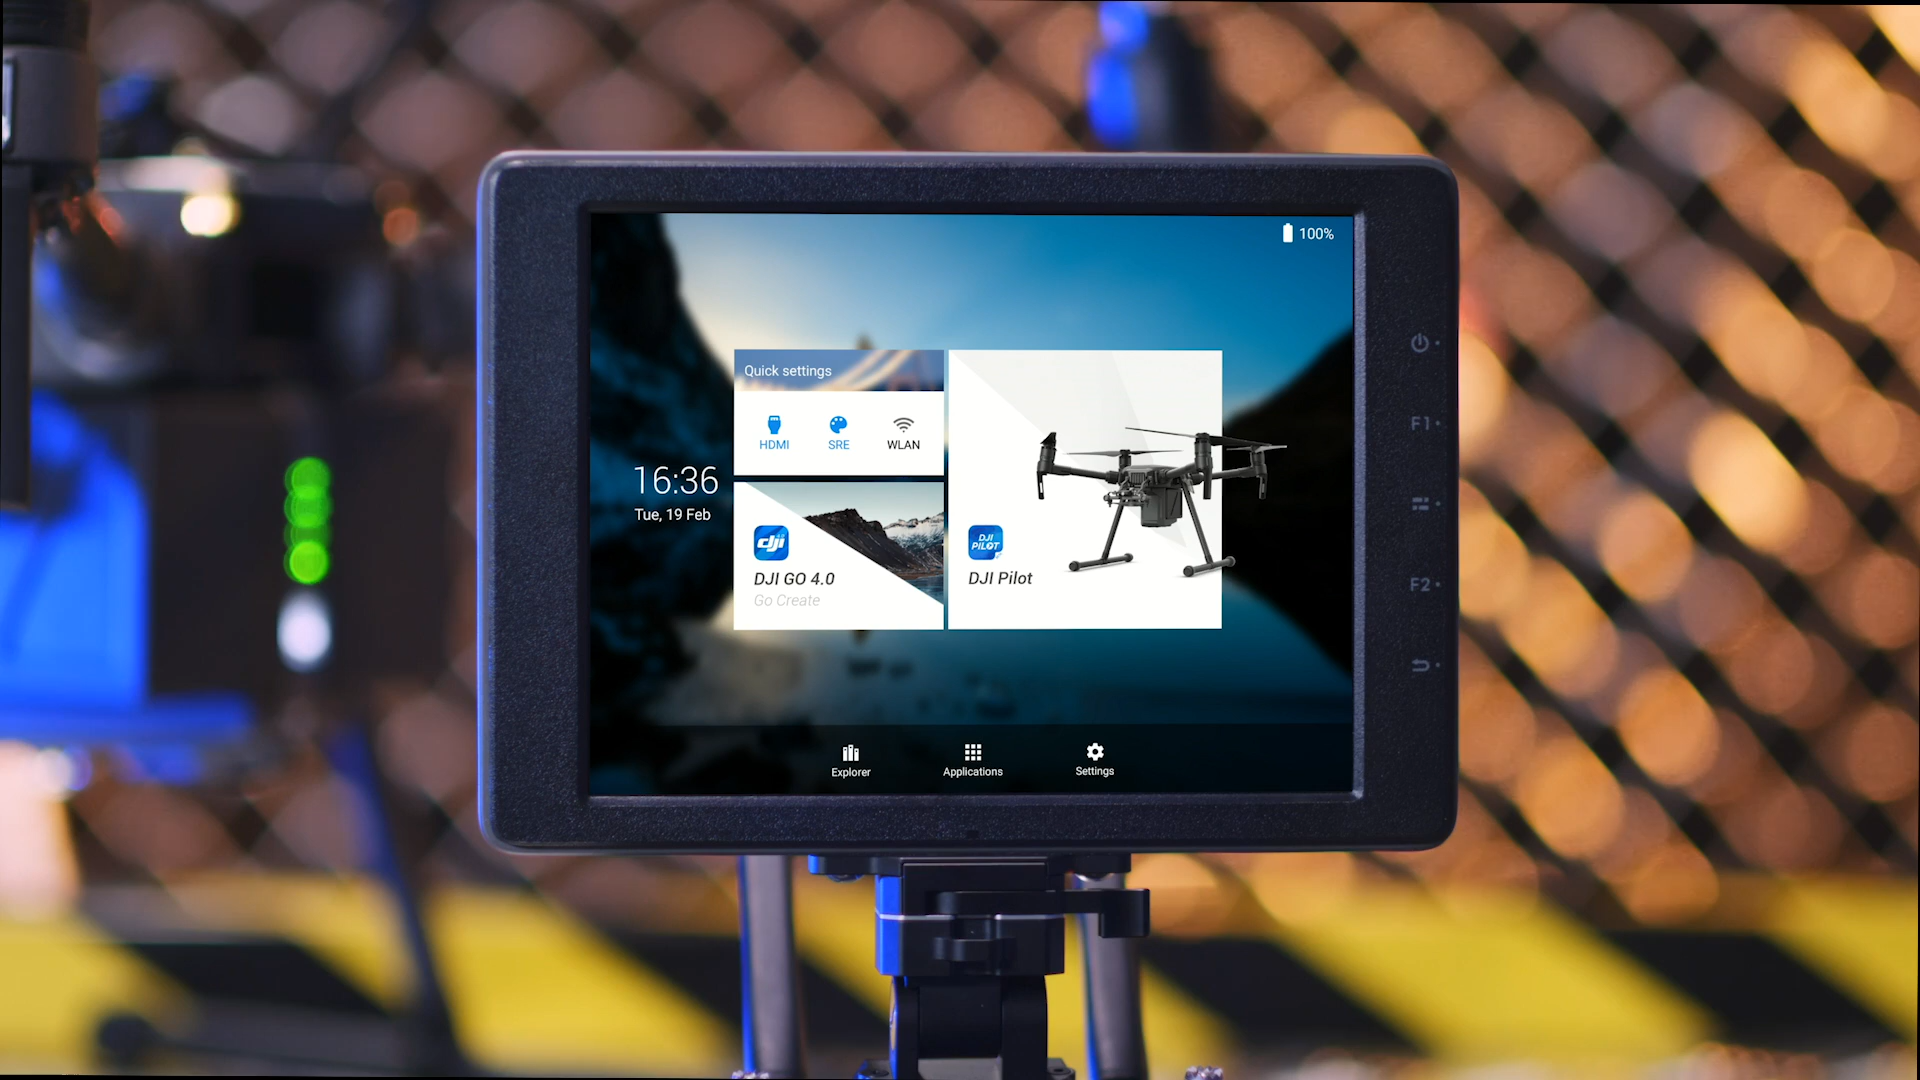 100%
Quick settings
HDMI
SRE
WLAN
16:36
Tue, 19 Feb
dji
DJI GO 4.0
Go Create
DJI
PILOT
DJI Pilot
Explorer
Applications
Settings
F1
F2